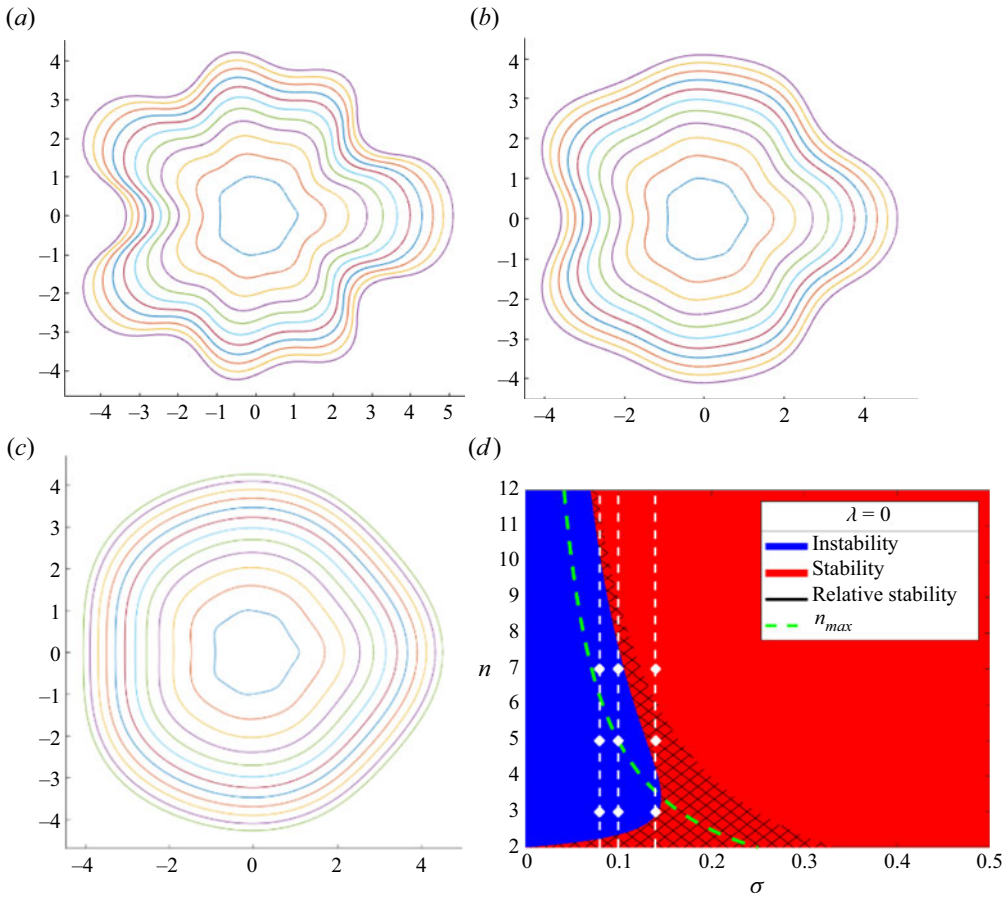 (a)
(b)
4
3
2
1
0
–1
–2
–3
–4
–4 –3 –2 –1 0 1 2 3 4 5
4
3
2
1
0
–1
–2
–3
–4
–4 –2 0 2 4
(c)
(d)
4
3
2
1
0
–1
–2
–3
–4
–4 –2 0 2 4
12
11
10
9
8
7
6
5
4
3
2
n
λ = 0
Instability
Stability
Relative stability
n_max
0 0.1 0.2 0.3 0.4 0.5
σ